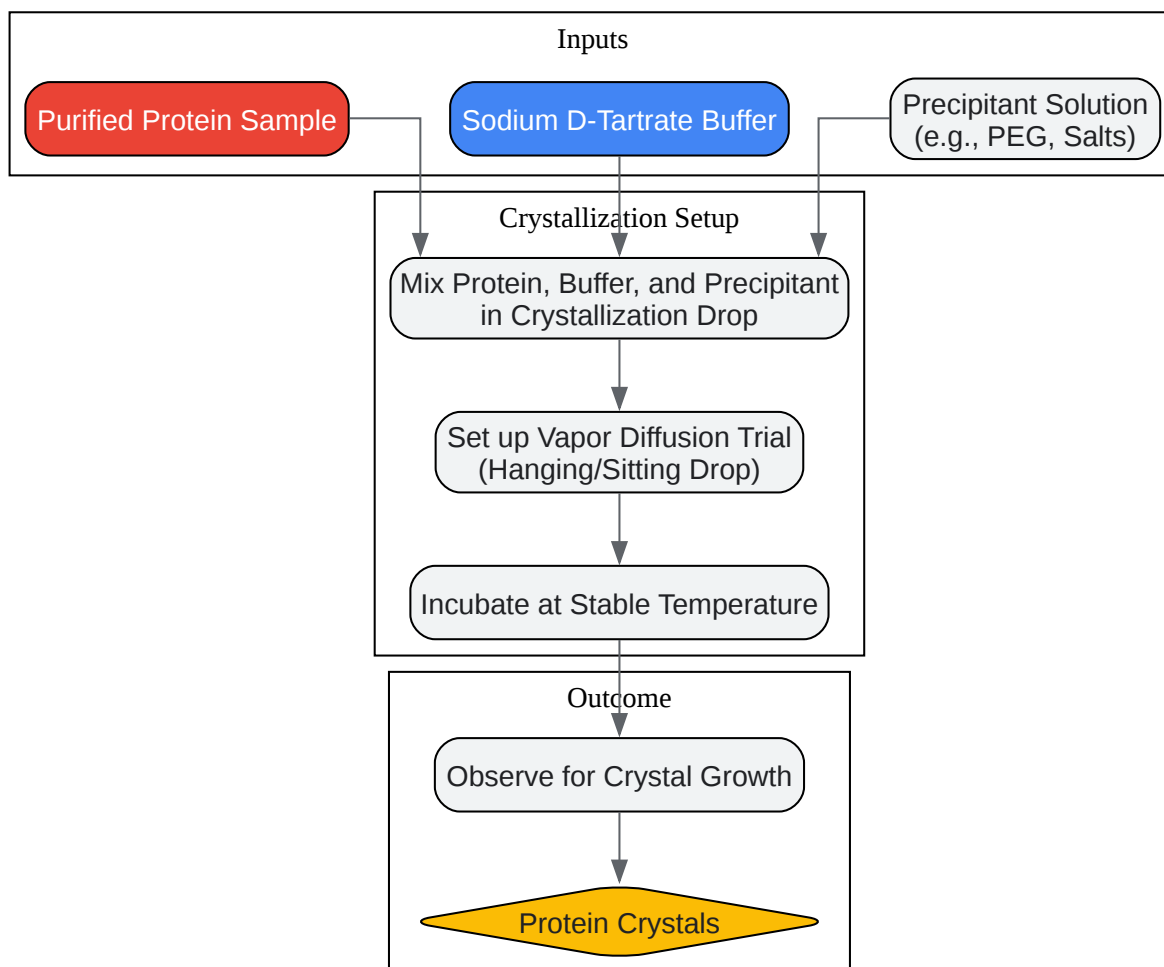 Inputs
Purified Protein Sample
Sodium D-Tartrate Buffer
Precipitant Solution
(e.g., PEG, Salts)
Crystallization Setup
Mix Protein, Buffer, and Precipitant
in Crystallization Drop
Set up Vapor Diffusion Trial
(Hanging/Sitting Drop)
Incubate at Stable Temperature
Outcome
Observe for Crystal Growth
Protein Crystals